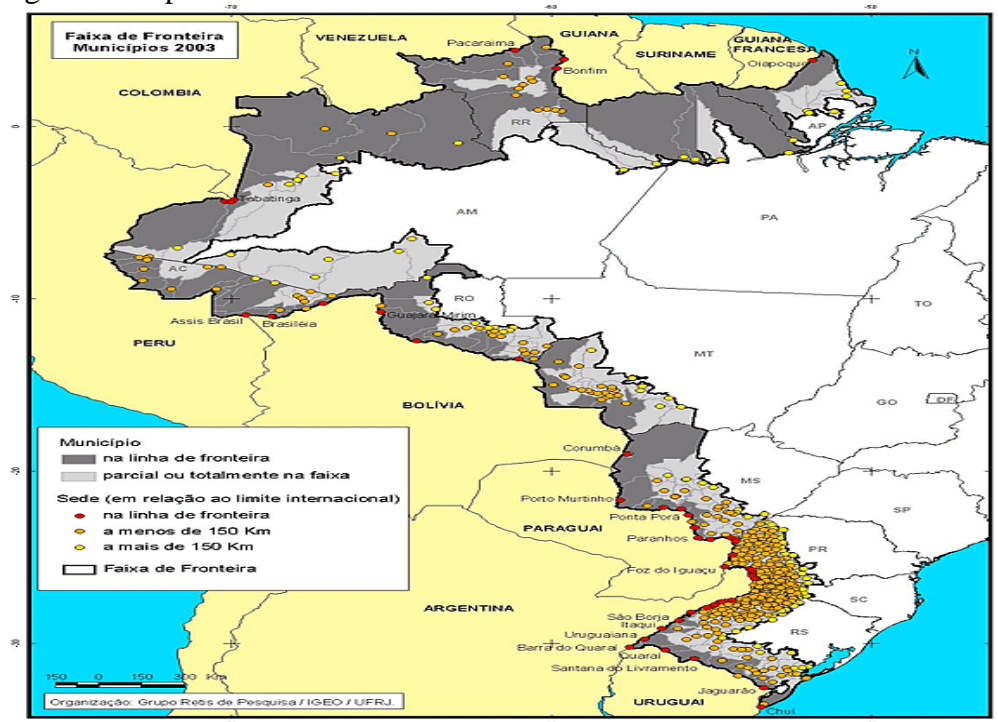 -70
-60
-50
Faixa de Fronteira
Municípios 2003
VENEZUELA
Pacaraima
GUIANA
SURINAME
GUIANA
FRANCESA
Oiapoque
N
Bonfim
COLOMBIA
0
RR
AP
Tabatinga
AM
PA
AC
RO
TO
Assis Brasil
Brasiléia
Guajará-Mirim
PERU
MT
BOLÍVIA
GO
DF
Município
na linha de fronteira
parcial ou totalmente na faixa
Sede (em relação ao limite internacional)
na linha de fronteira
a menos de 150 Km
a mais de 150 Km
Faixa de Fronteira
Corumbá
MS
Porto Murtinho
SP
Ponta Porã
PARAGUAI
Paranhos
PR
Foz do Iguaçu
SC
ARGENTINA
São Borja
Itaqui
RS
Uruguaiana
Barra do Quaraí
Quaraí
Santana do Livramento
150 0 150 300 Km
Jaguarão
Organização: Grupo Retis de Pesquisa / IGEO / UFRJ.
URUGUAI
Chuí